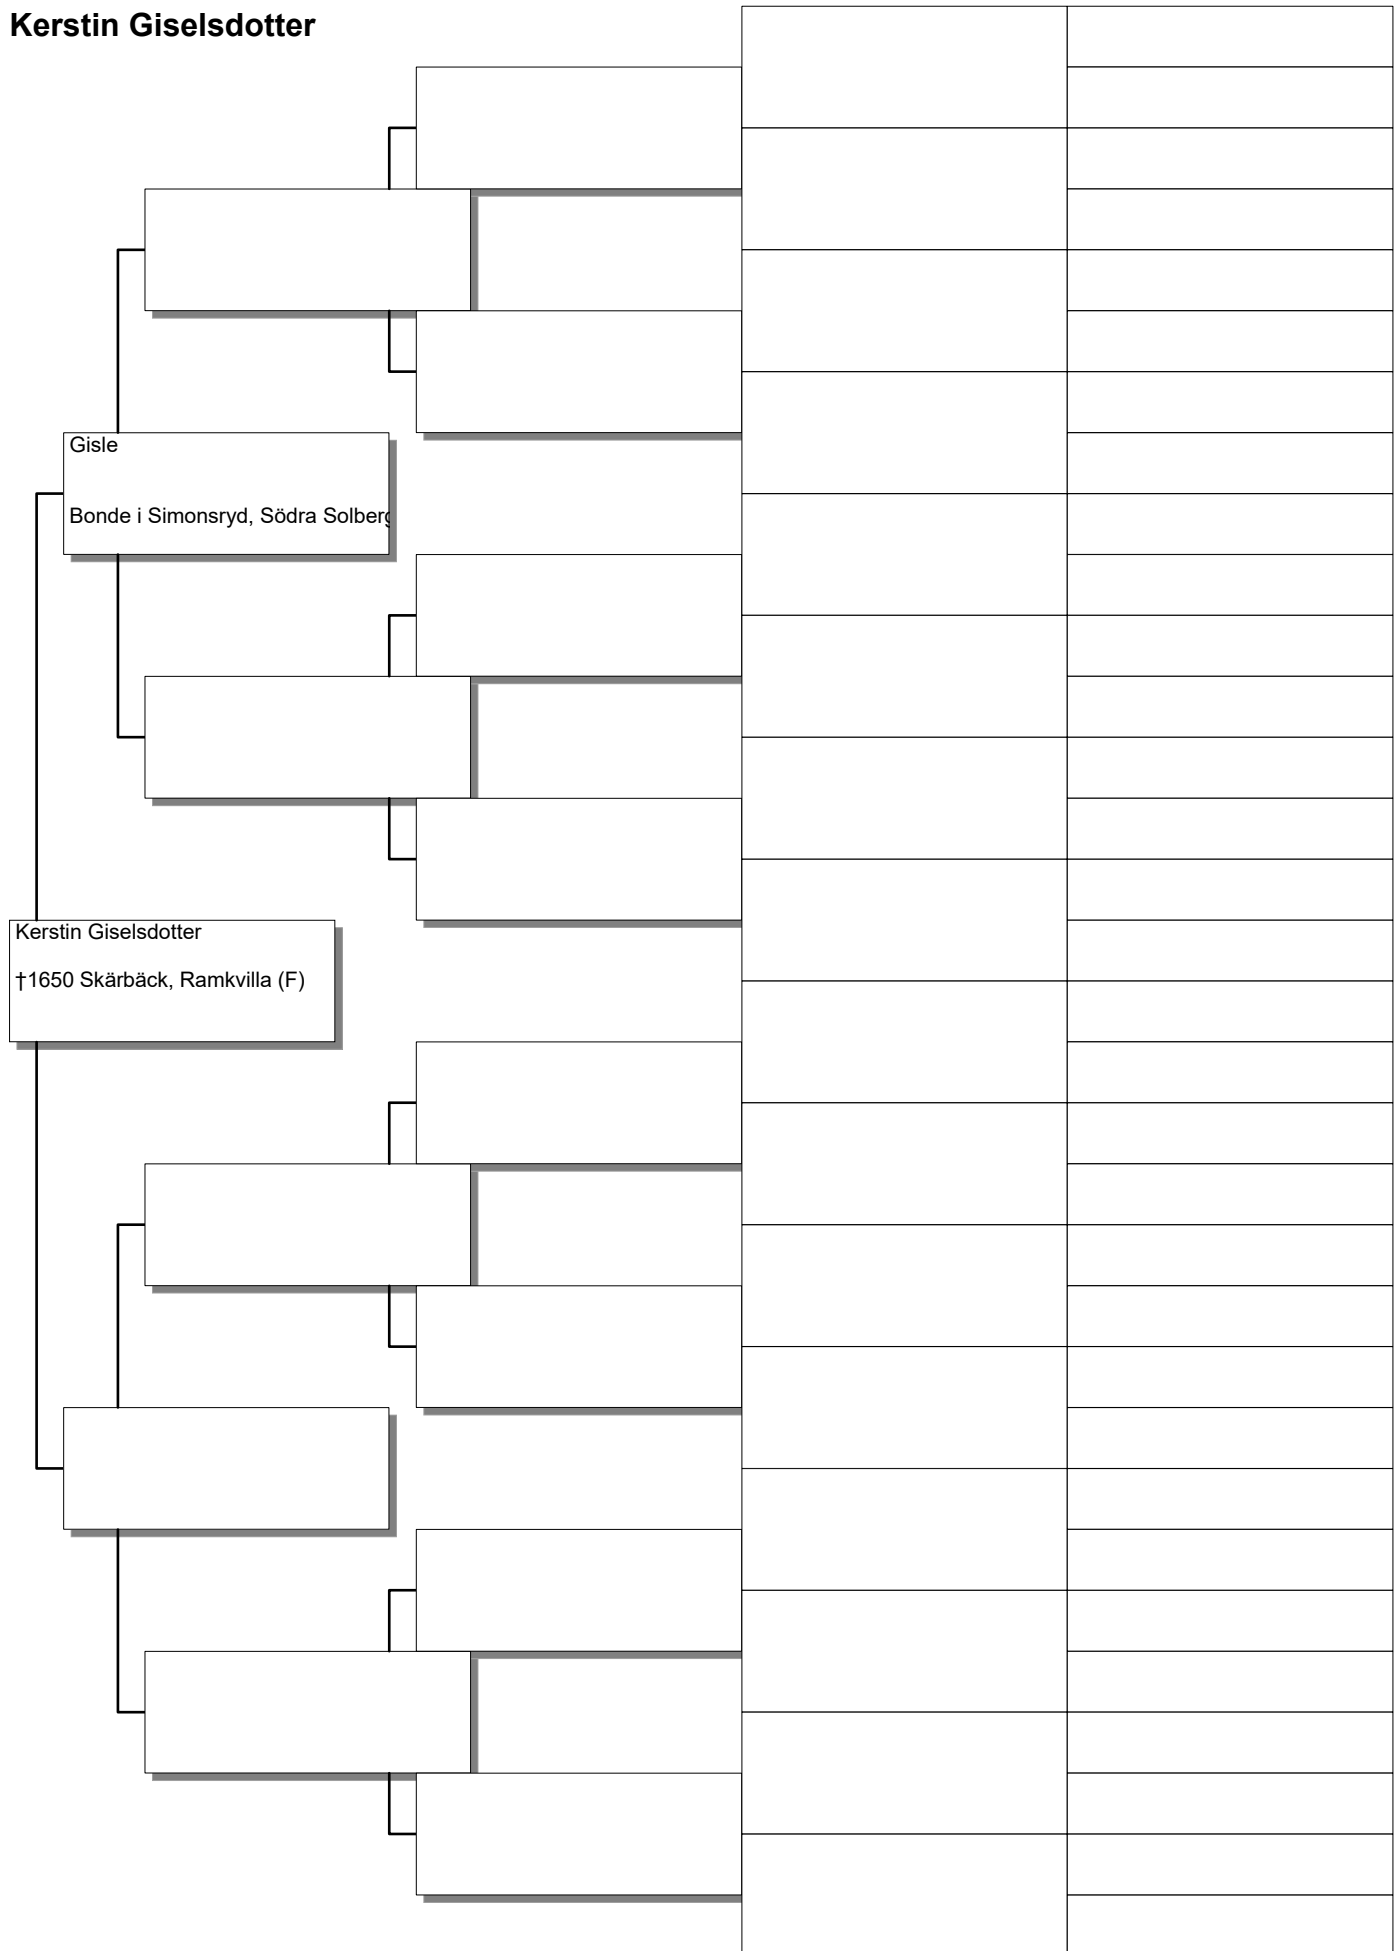 Kerstin Giselsdotter
Gisle
Bonde i Simonsryd, Södra Solberg
Kerstin Giselsdotter
†1650 Skärbäck, Ramkvilla (F)